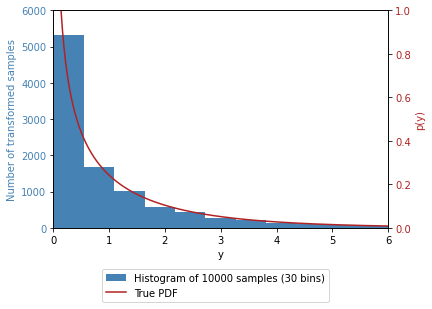 6000
5000
4000
3000
2000
1000
0
Number of transformed samples
1.0
0.8
0.6
0.4
0.2
0.0
p(y)
0 1 2 3 4 5 6
y
Histogram of 10000 samples (30 bins)
True PDF